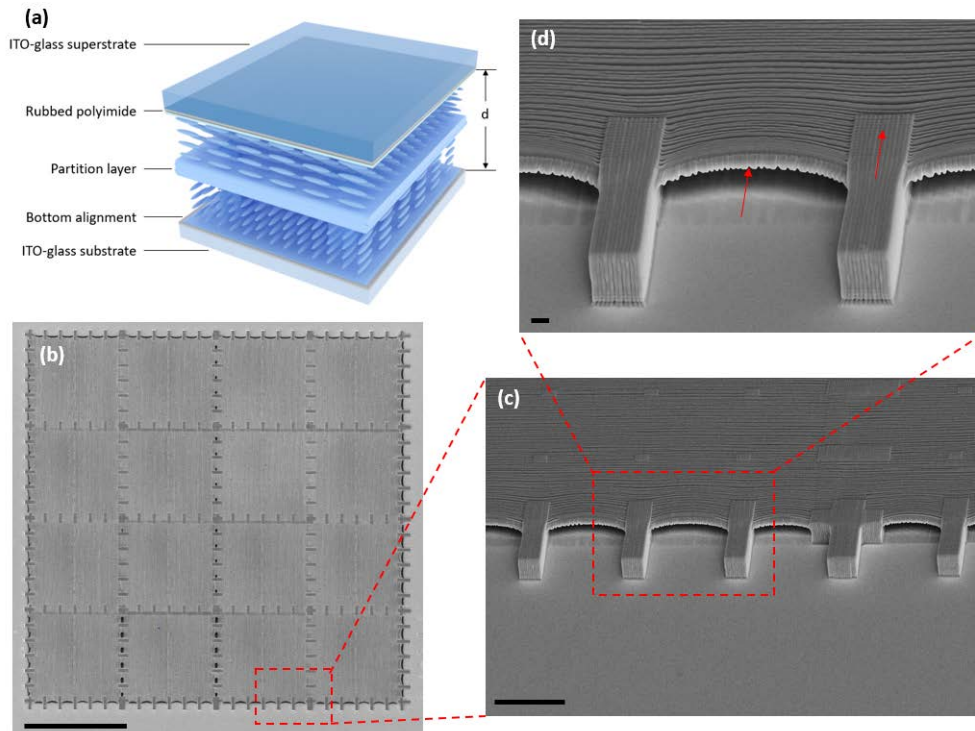 (a)
ITO-glass superstrate
Rubbed polyimide
Partition layer
Bottom alignment
ITO-glass substrate
d
(b)
(c)
(d)